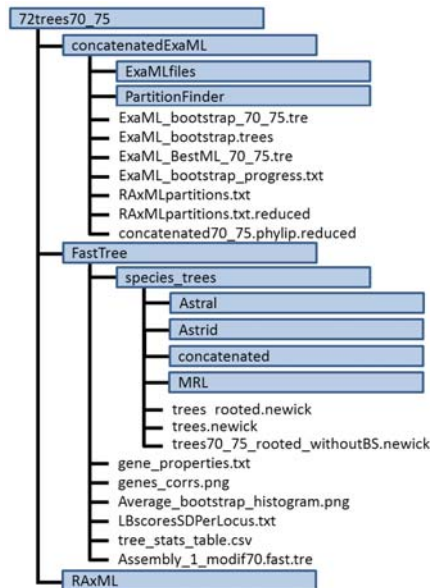 72trees70_75
concatenatedExaML
ExaMLfiles
PartitionFinder
ExaML_bootstrap_70_75.tre
ExaML_bootstrap.trees
ExaML_BestML_70_75.tre
ExaML_bootstrap_progress.txt
RAxMLpartitions.txt
RAxMLpartitions.txt.reduced
concatenated70_75.phylip.reduced
FastTree
species_trees
Astral
Astrid
concatenated
MRL
trees_rooted.newick
trees.newick
trees70_75_rooted_withoutBS.newick
gene_properties.txt
genes_corrs.png
Average_bootstrap_histogram.png
LBscoresSDPerLocus.txt
tree_stats_table.csv
Assembly_1_modif70.fast.tre
RAxML